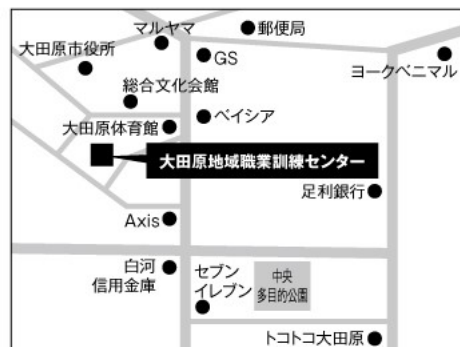 マルヤマ
郵便局
大田原市役所
GS
ヨークベニマル
総合文化会館
ベイシア
大田原体育館
大田原地域職業訓練センター
足利銀行
Axis
白河
信用金庫
セブン
イレブン
中央
多目的公園
トコトコ大田原